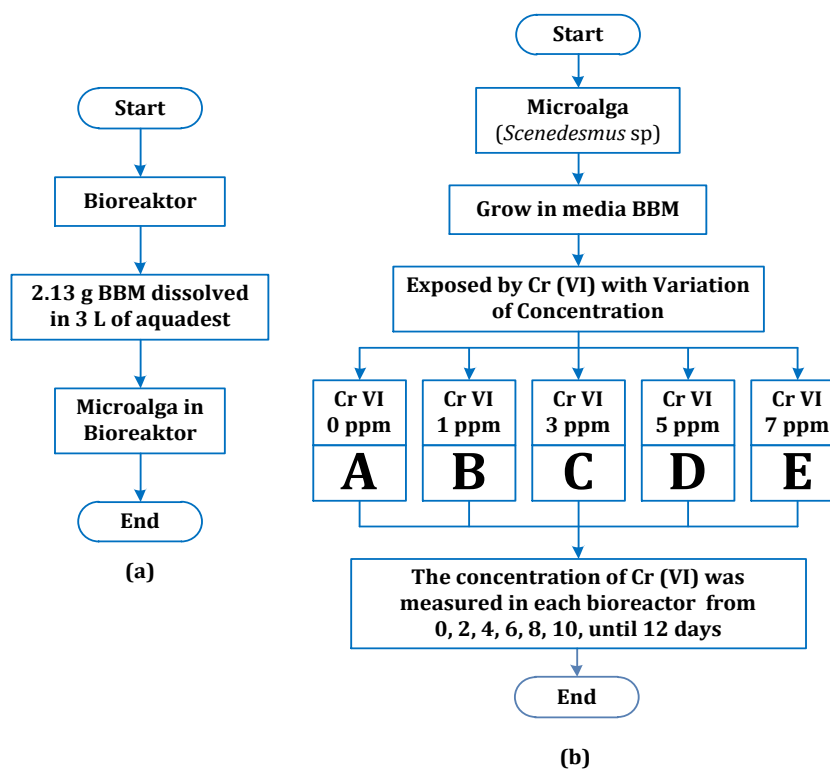 Start
Bioreaktor
2.13 g BBM dissolved
in 3 L of aquadest
Microalga in
Bioreaktor
End
(a)
Start
Microalga
(Scenedesmus sp)
Grow in media BBM
Exposed by Cr (VI) with Variation
of Concentration
Cr VI
0 ppm
A
Cr VI
1 ppm
B
Cr VI
3 ppm
C
Cr VI
5 ppm
D
Cr VI
7 ppm
E
The concentration of Cr (VI) was
measured in each bioreactor from
0, 2, 4, 6, 8, 10, until 12 days
End
(b)